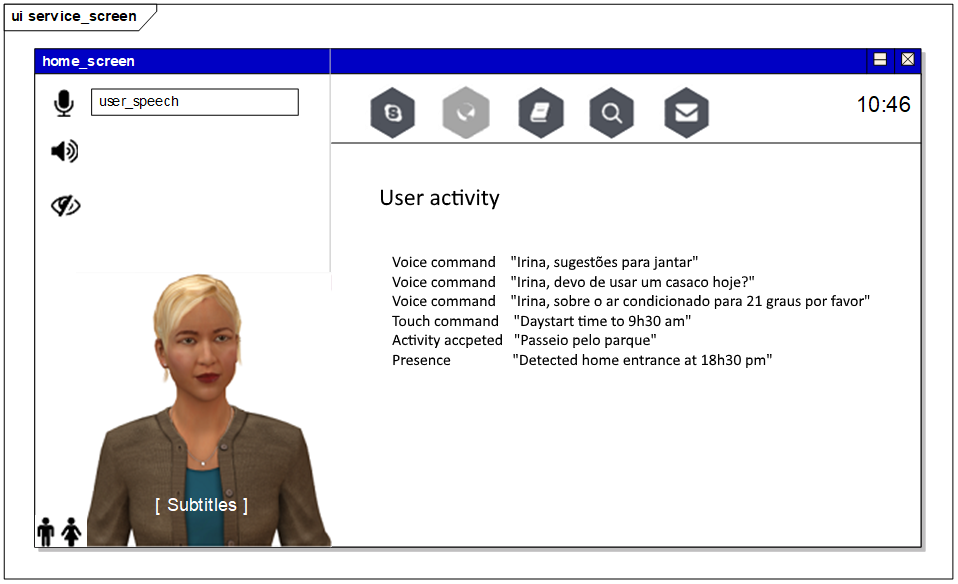 ui service_screen
home_screen
user_speech
10:46
User activity
Voice command "Irina, sugestões para jantar"
Voice command "Irina, devo de usar um casaco hoje?"
Voice command "Irina, sobre o ar condicionado para 21 graus por favor"
Touch command "Daystart time to 9h30 am"
Activity accpeted "Passeio pelo parque"
Presence "Detected home entrance at 18h30 pm"
[ Subtitles ]